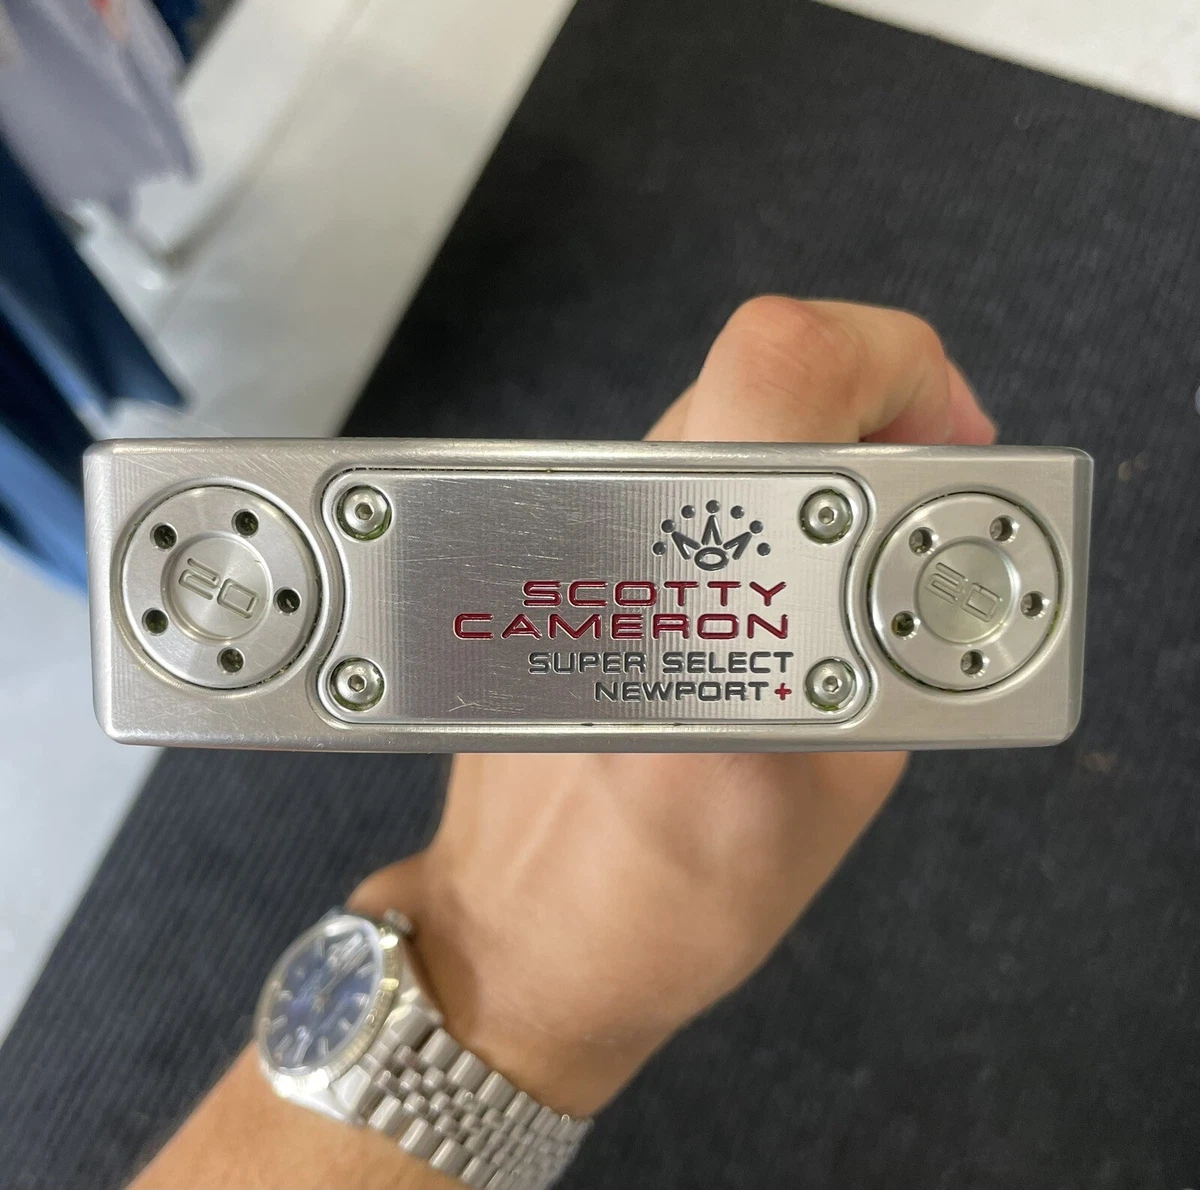 20
SCOTTY
CAMERON
SUPER SELECT
NEWPORT+
20